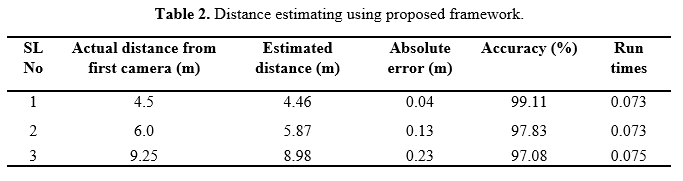 Table 2. Distance estimating using proposed framework.
SL No Actual distance from first camera (m) Estimated distance (m) Absolute error (m) Accuracy (%) Run times
1 4.5 4.46 0.04 99.11 0.073
2 6.0 5.87 0.13 97.83 0.073
3 9.25 8.98 0.23 97.08 0.075